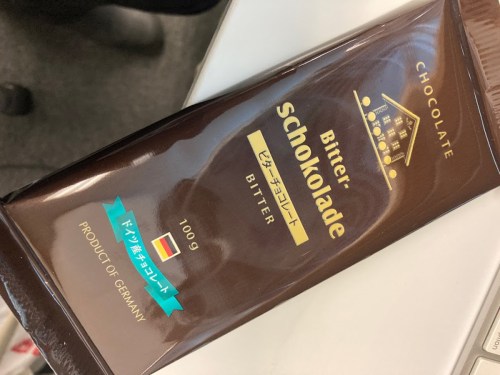 CHOCOLATE
Bitter-
schokolade
ビターチョコレート
BITTER
100g
ドイツ産チョコレート
PRODUCT OF GERMANY